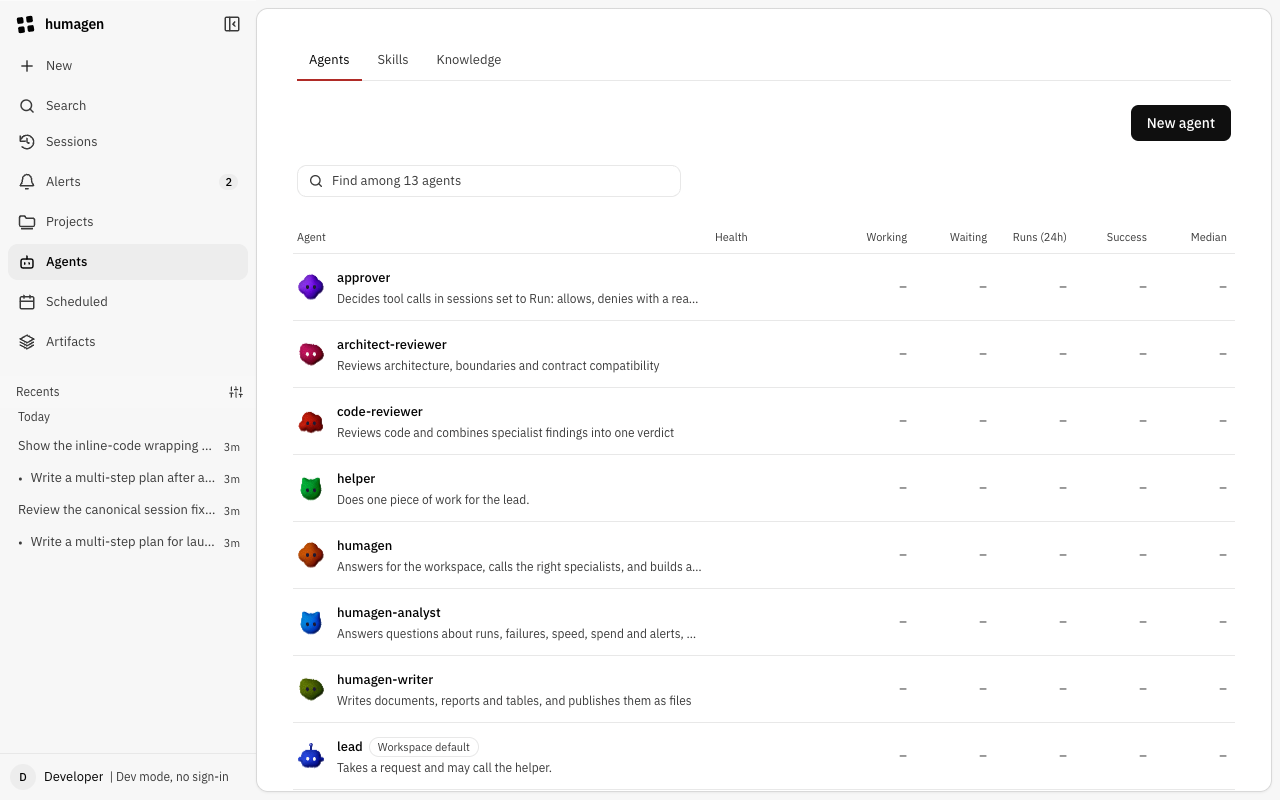 humagen
New
Search
Sessions
Alerts 2
Projects
Agents
Scheduled
Artifacts
Recents
Today
Show the inline-code wrapping ... 3m
• Write a multi-step plan after a... 3m
Review the canonical session fix... 3m
• Write a multi-step plan for lau... 3m
D Developer | Dev mode, no sign-in
Agents Skills Knowledge
New agent
Find among 13 agents
Agent Health Working Waiting Runs (24h) Success Median
approver
Decides tool calls in sessions set to Run: allows, denies with a rea... – – – – –
architect-reviewer
Reviews architecture, boundaries and contract compatibility – – – – –
code-reviewer
Reviews code and combines specialist findings into one verdict – – – – –
helper
Does one piece of work for the lead. – – – – –
humagen
Answers for the workspace, calls the right specialists, and builds a... – – – – –
humagen-analyst
Answers questions about runs, failures, speed, spend and alerts, ... – – – – –
humagen-writer
Writes documents, reports and tables, and publishes them as files – – – – –
lead Workspace default
Takes a request and may call the helper. – – – – –